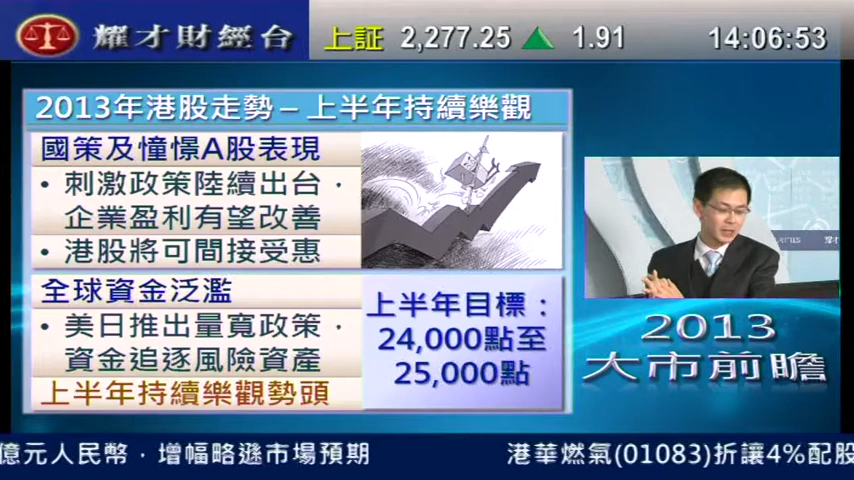 耀才財經台
上証 2,277.25 1.91
14:06:53
2013年港股走勢 – 上半年持續樂觀
國策及憧憬A股表現
• 刺激政策陸續出台，
企業盈利有望改善
• 港股將可間接受惠
全球資金泛濫
• 美日推出量寬政策，
資金追逐風險資產
上半年持續樂觀勢頭
上半年目標：
24,000點至
25,000點
2013
大市前瞻
億元人民幣，增幅略遜市場預期
港華燃氣(01083)折讓4%配股